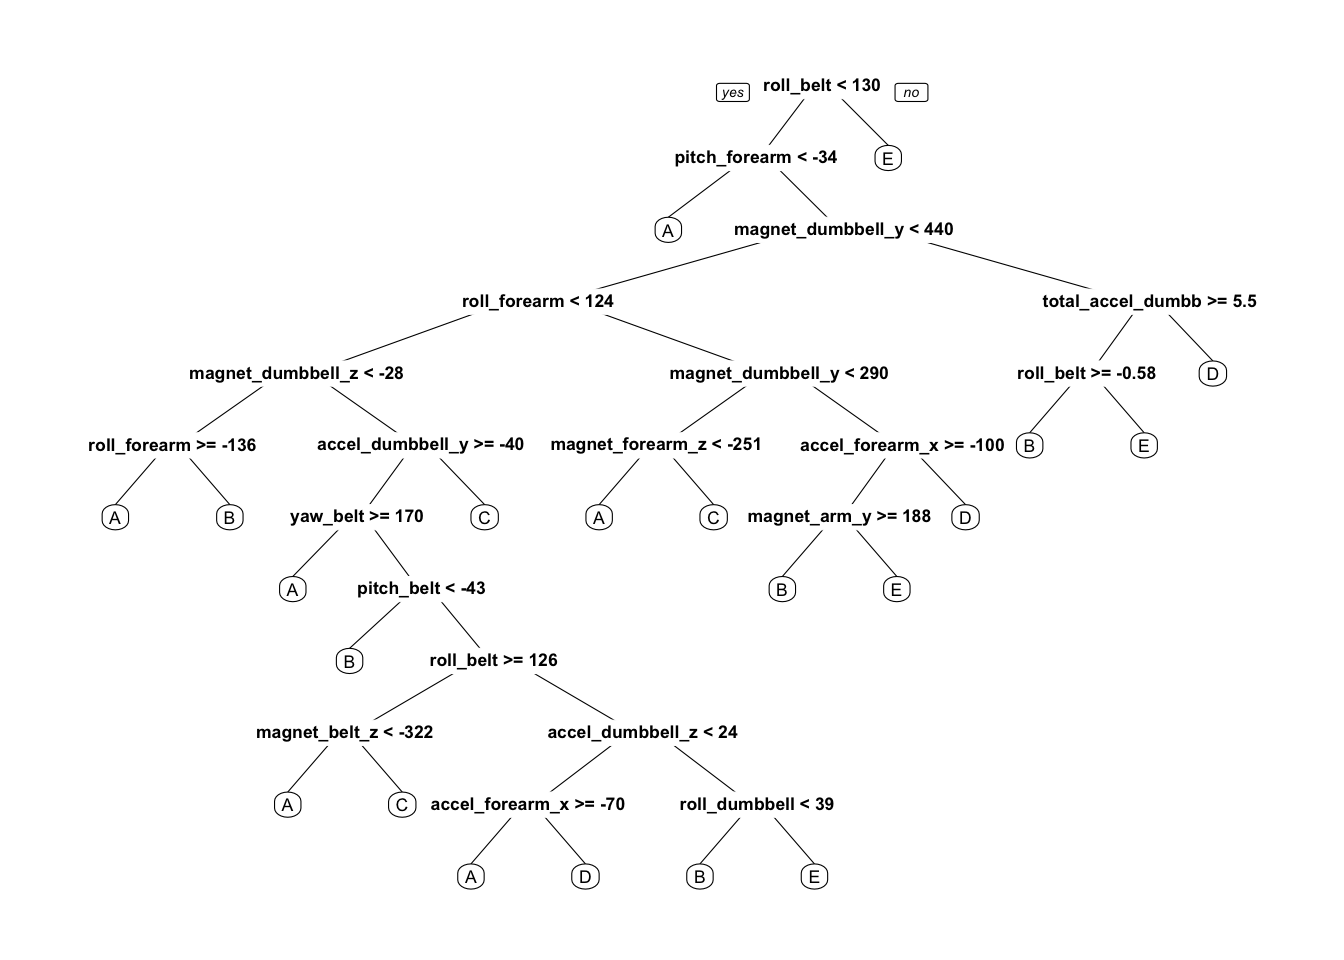 yes roll_belt < 130 no
pitch_forearm < -34 E
A magnet_dumbbell_y < 440
roll_forearm < 124 total_accel_dumbb >= 5.5
magnet_dumbbell_z < -28 magnet_dumbbell_y < 290 roll_belt >= -0.58 D
roll_forearm >= -136 accel_dumbbell_y >= -40 magnet_forearm_z < -251 accel_forearm_x >= -100 B E
A B yaw_belt >= 170 C A C magnet_arm_y >= 188 D
A pitch_belt < -43 B E
B roll_belt >= 126
magnet_belt_z < -322 accel_dumbbell_z < 24
A C accel_forearm_x >= -70 roll_dumbbell < 39
A D B E